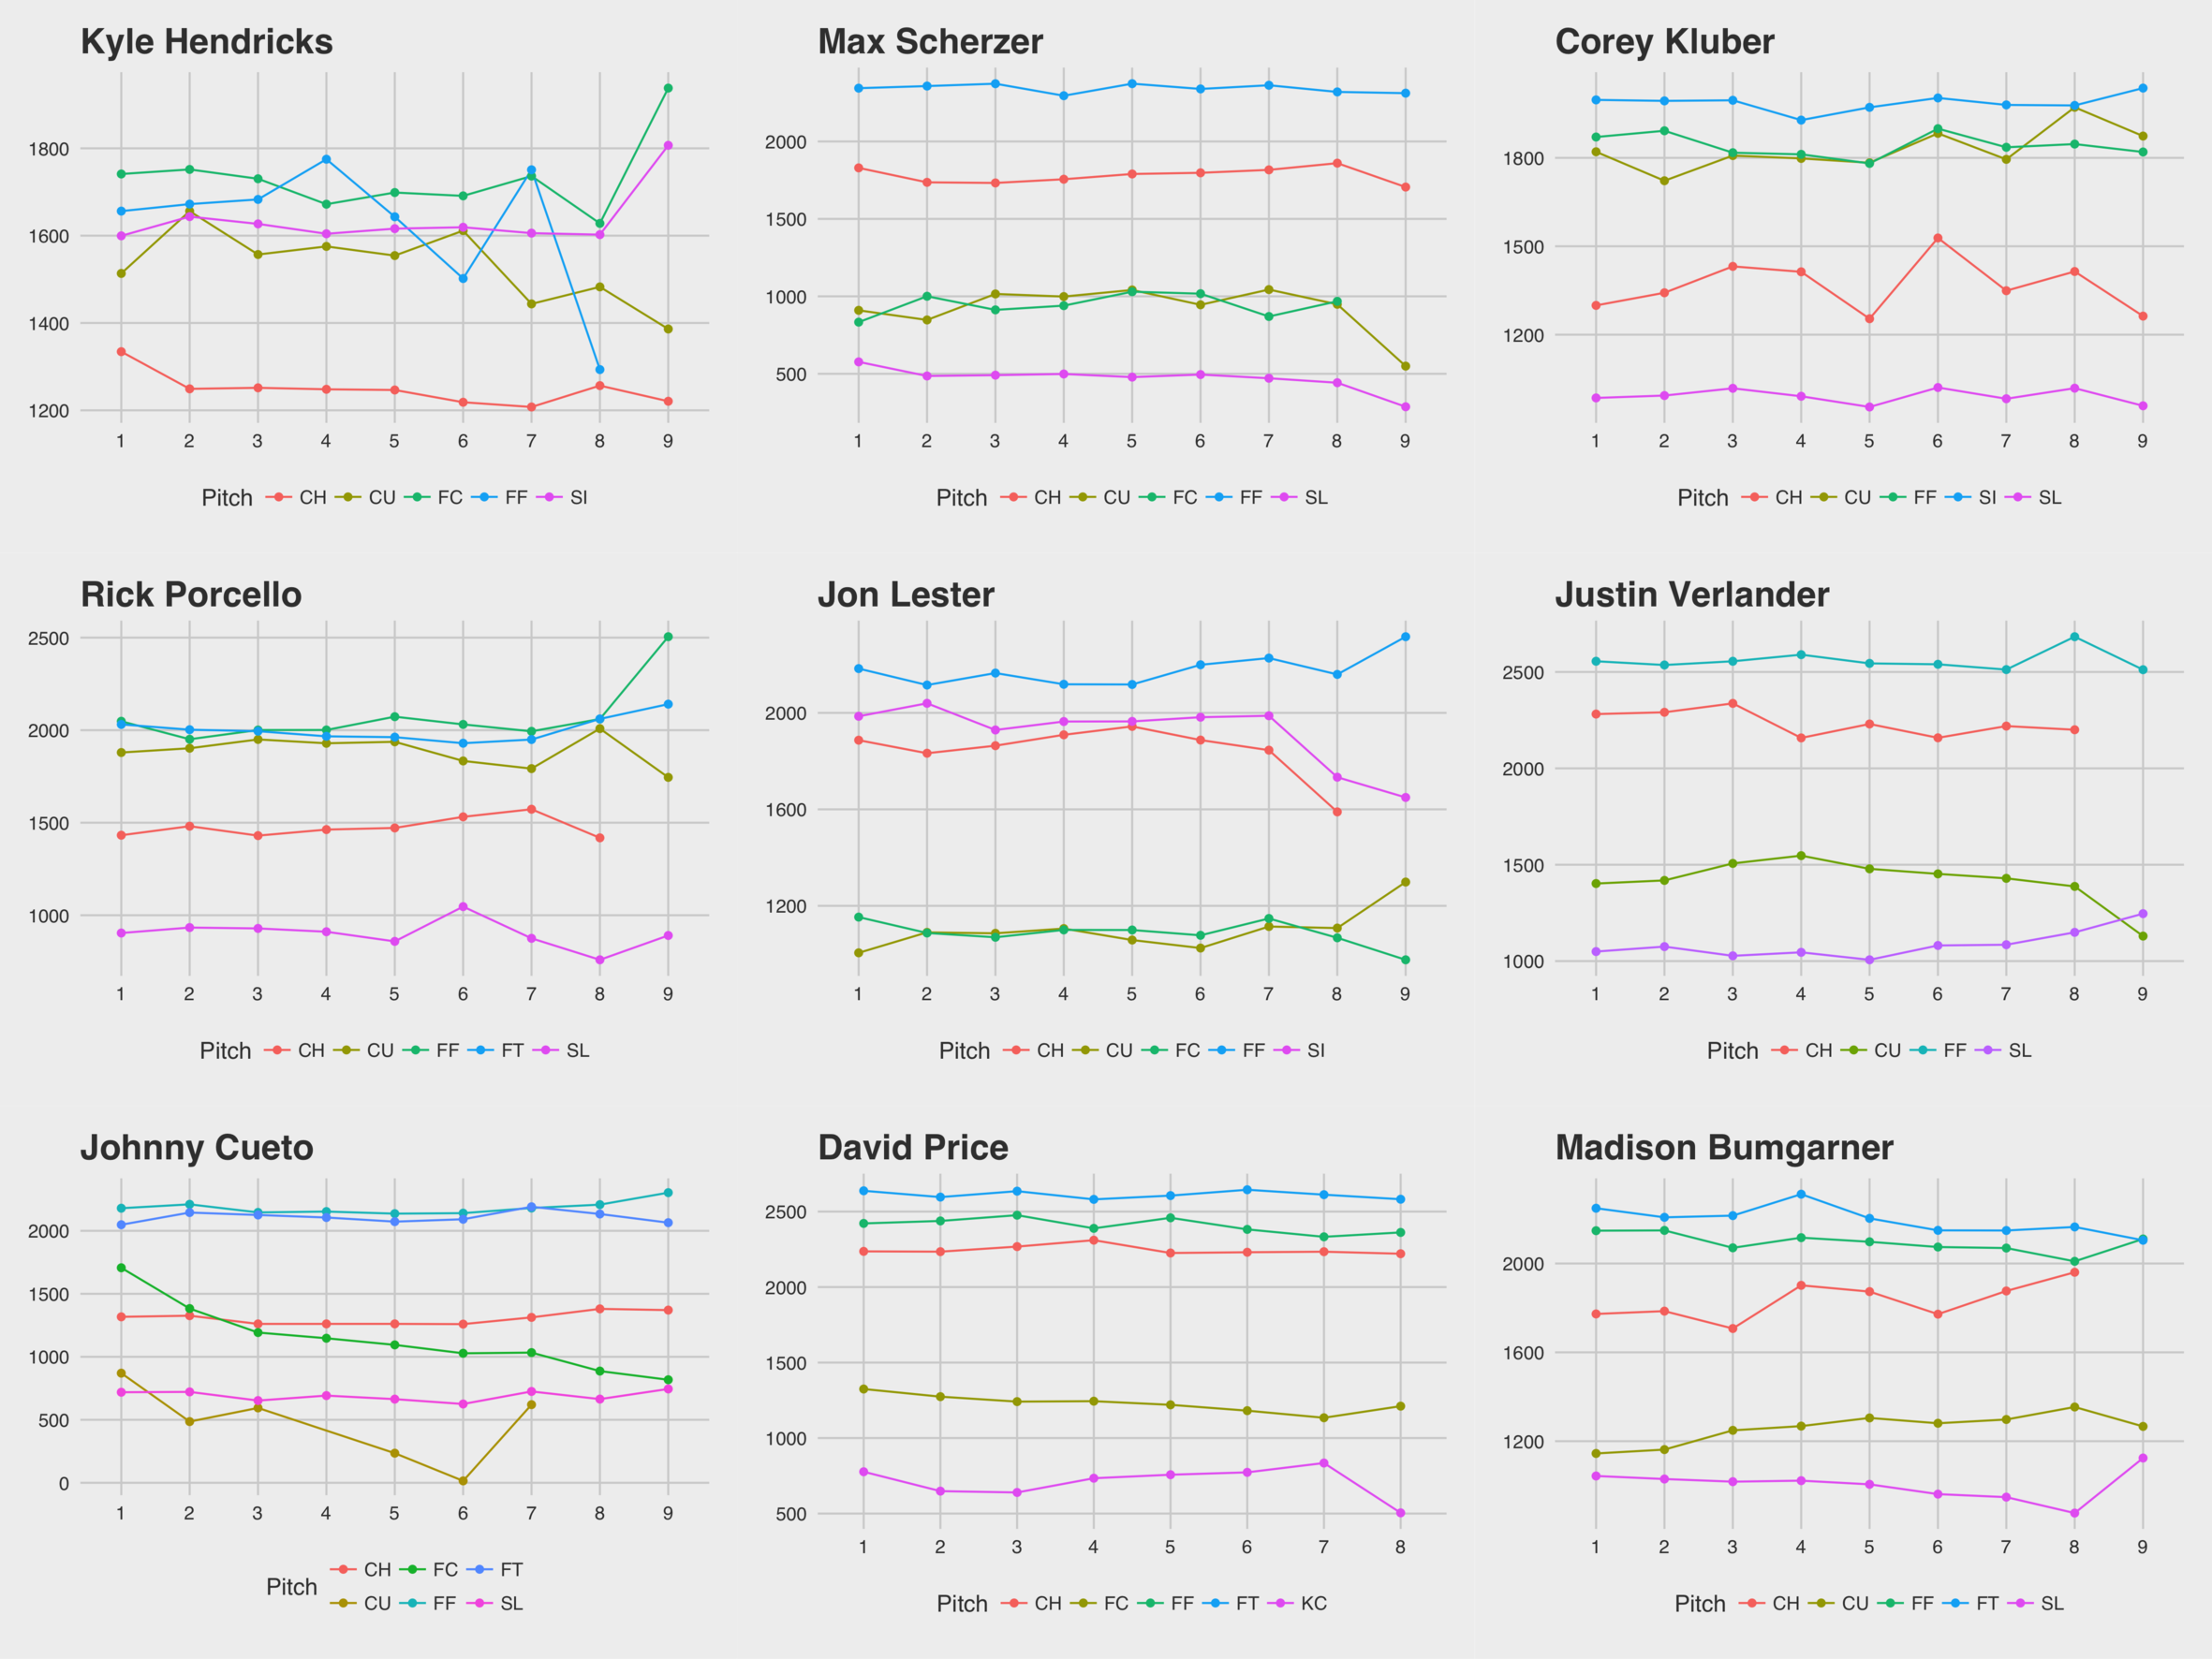 Kyle Hendricks
1800
1600
1400
1200
1 2 3 4 5 6 7 8 9
Pitch CH CU FC FF SI
Max Scherzer
2000
1500
1000
500
1 2 3 4 5 6 7 8 9
Pitch CH CU FC FF SL
Corey Kluber
1800
1500
1200
1 2 3 4 5 6 7 8 9
Pitch CH CU FF SI SL
Rick Porcello
2500
2000
1500
1000
1 2 3 4 5 6 7 8 9
Pitch CH CU FF FT SL
Jon Lester
2000
1600
1200
1 2 3 4 5 6 7 8 9
Pitch CH CU FC FF SI
Justin Verlander
2500
2000
1500
1000
1 2 3 4 5 6 7 8 9
Pitch CH CU FF SL
Johnny Cueto
2000
1500
1000
500
0
1 2 3 4 5 6 7 8 9
Pitch
CH FC FT
CU FF SL
David Price
2500
2000
1500
1000
500
1 2 3 4 5 6 7 8
Pitch CH FC FF FT KC
Madison Bumgarner
2000
1600
1200
1 2 3 4 5 6 7 8 9
Pitch CH CU FF FT SL